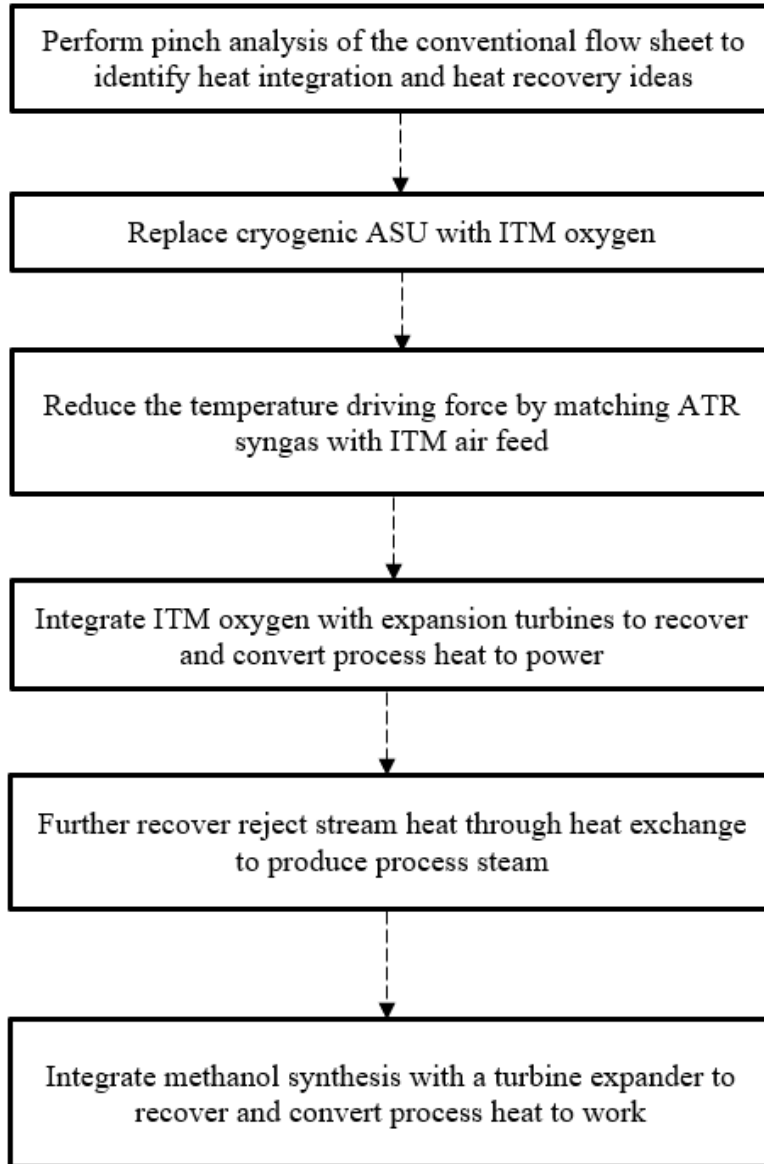 Perform pinch analysis of the conventional flow sheet to
identify heat integration and heat recovery ideas
Replace cryogenic ASU with ITM oxygen
Reduce the temperature driving force by matching ATR
syngas with ITM air feed
Integrate ITM oxygen with expansion turbines to recover
and convert process heat to power
Further recover reject stream heat through heat exchange
to produce process steam
Integrate methanol synthesis with a turbine expander to
recover and convert process heat to work